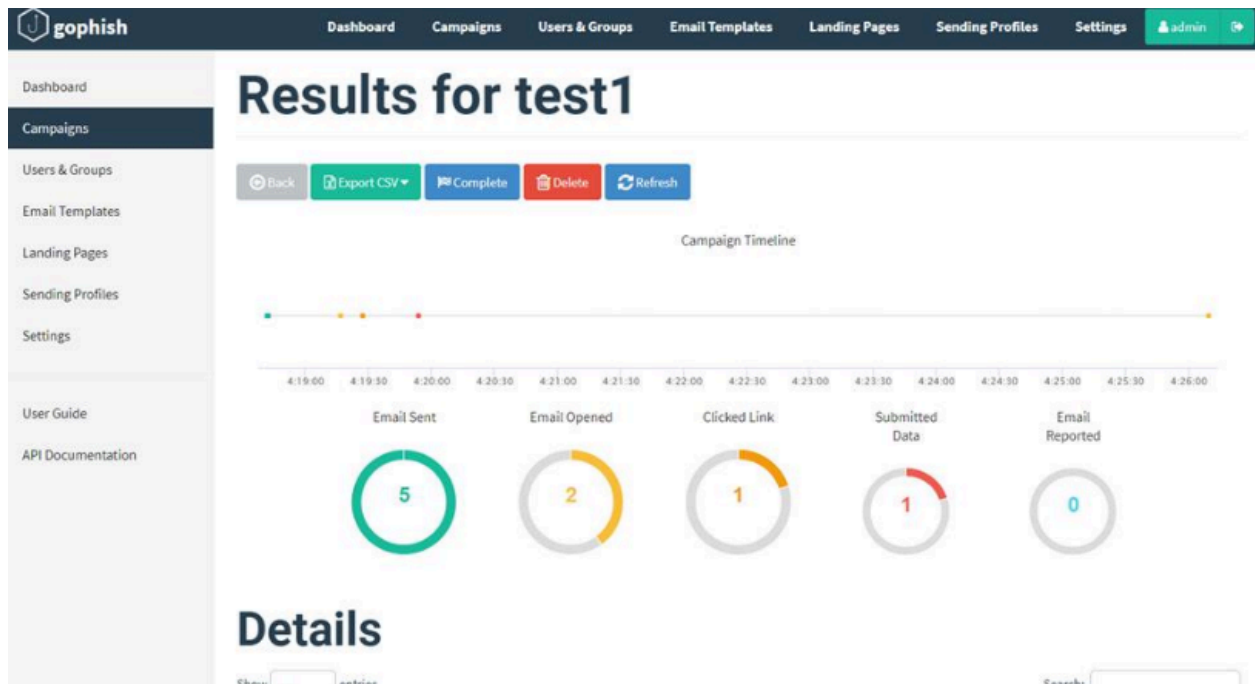 gophish Dashboard Campaigns Users & Groups Email Templates Landing Pages Sending Profiles Settings admin
Dashboard
Campaigns
Users & Groups
Email Templates
Landing Pages
Sending Profiles
Settings
User Guide
API Documentation
Results for test1
Back Export CSV Complete Delete Refresh
Campaign Timeline
4:19:00 4:19:30 4:20:00 4:20:30 4:21:00 4:21:30 4:22:00 4:22:30 4:23:00 4:23:30 4:24:00 4:24:30 4:25:00 4:25:30 4:26:00
Email Sent Email Opened Clicked Link Submitted Data Email Reported
5 2 1 1 0
Details
Show entries Search: